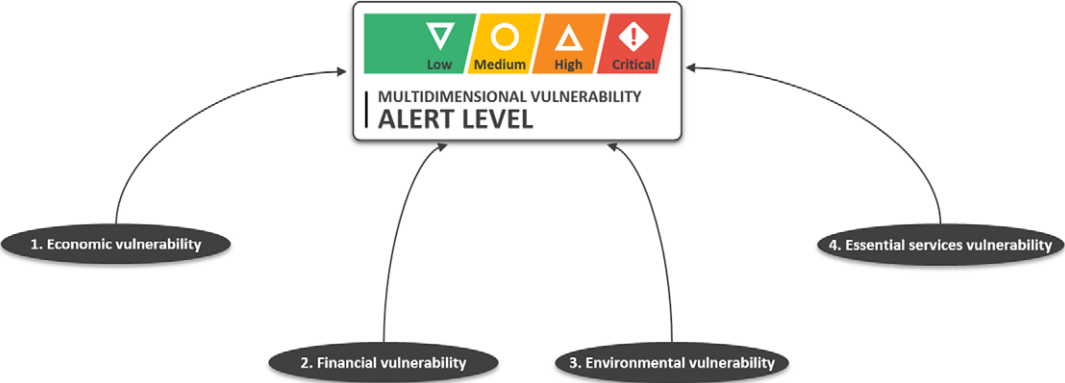 Low Medium High Critical
MULTIDIMENSIONAL VULNERABILITY
ALERT LEVEL
1. Economic vulnerability
4. Essential services vulnerability
2. Financial vulnerability
3. Environmental vulnerability